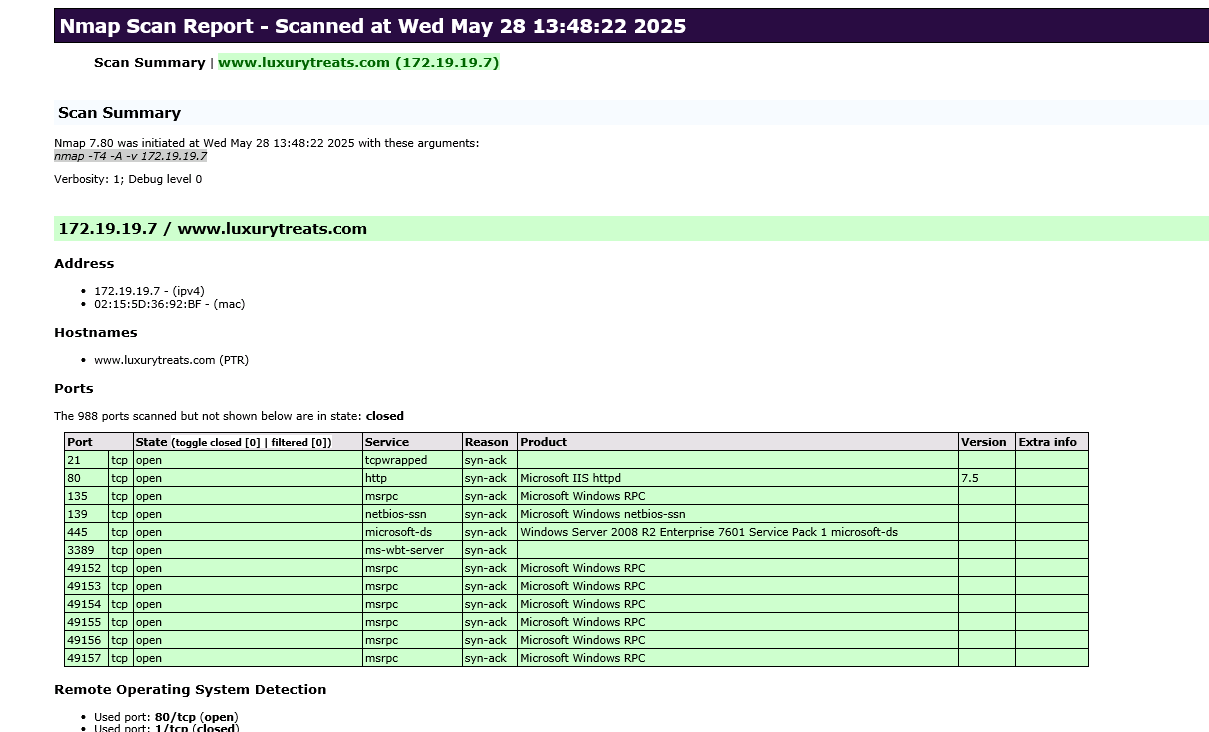 Nmap Scan Report - Scanned at Wed May 28 13:48:22 2025
Scan Summary | www.luxurytreats.com (172.19.19.7)
Scan Summary
Nmap 7.80 was initiated at Wed May 28 13:48:22 2025 with these arguments:
nmap -T4 -A -v 172.19.19.7
Verbosity: 1; Debug level 0
172.19.19.7 / www.luxurytreats.com
Address
• 172.19.19.7 - (ipv4)
• 02:15:5D:36:92:BF - (mac)
Hostnames
• www.luxurytreats.com (PTR)
Ports
The 988 ports scanned but not shown below are in state: closed
Port State (toggle closed [0] | filtered [0]) Service Reason Product Version Extra info
21 tcp open tcpwrapped syn-ack
80 tcp open http syn-ack Microsoft IIS httpd 7.5
135 tcp open msrpc syn-ack Microsoft Windows RPC
139 tcp open netbios-ssn syn-ack Microsoft Windows netbios-ssn
445 tcp open microsoft-ds syn-ack Windows Server 2008 R2 Enterprise 7601 Service Pack 1 microsoft-ds
3389 tcp open ms-wbt-server syn-ack
49152 tcp open msrpc syn-ack Microsoft Windows RPC
49153 tcp open msrpc syn-ack Microsoft Windows RPC
49154 tcp open msrpc syn-ack Microsoft Windows RPC
49155 tcp open msrpc syn-ack Microsoft Windows RPC
49156 tcp open msrpc syn-ack Microsoft Windows RPC
49157 tcp open msrpc syn-ack Microsoft Windows RPC
Remote Operating System Detection
• Used port: 80/tcp (open)
• Used port: 1/tcp (closed)